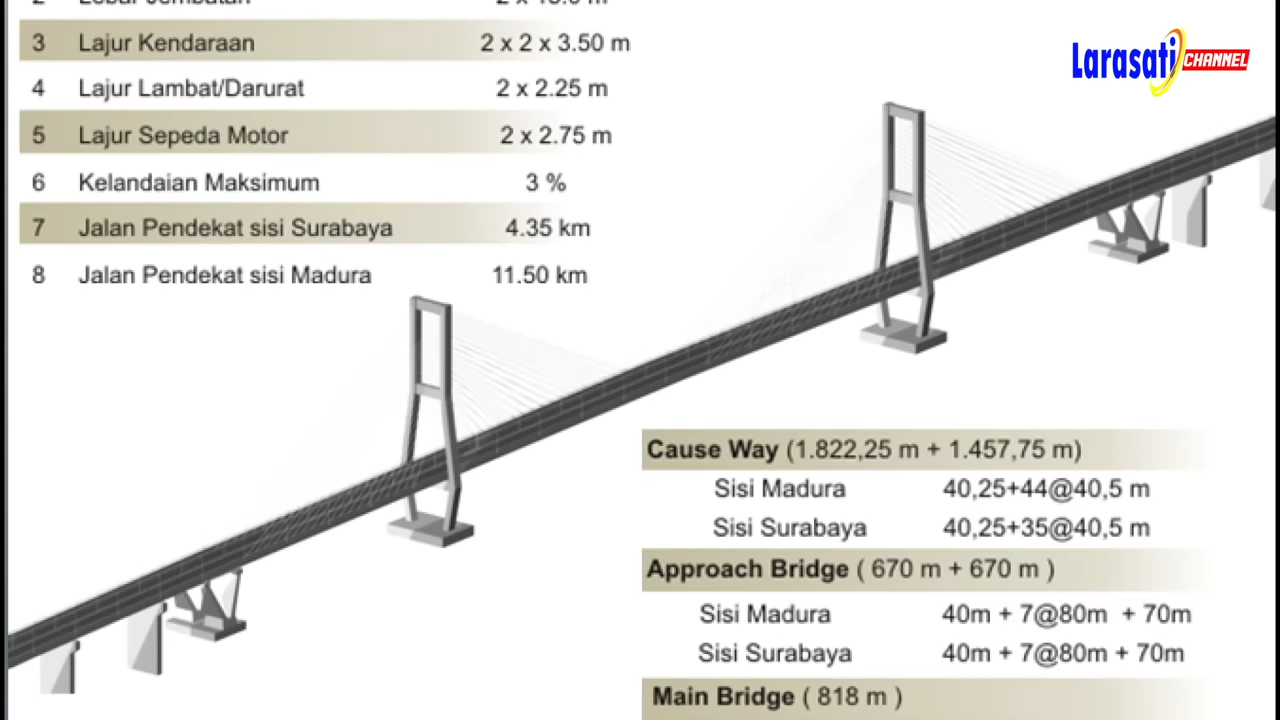 2 Lebar Jembatan
3 Lajur Kendaraan 2 x 2 x 3.50 m
4 Lajur Lambat/Darurat 2 x 2.25 m
5 Lajur Sepeda Motor 2 x 2.75 m
6 Kelandaian Maksimum 3 %
7 Jalan Pendekat sisi Surabaya 4.35 km
8 Jalan Pendekat sisi Madura 11.50 km
Larasati CHANNEL
Cause Way (1.822,25 m + 1.457,75 m)
Sisi Madura 40,25+44@40,5 m
Sisi Surabaya 40,25+35@40,5 m
Approach Bridge ( 670 m + 670 m )
Sisi Madura 40m + 7@80m + 70m
Sisi Surabaya 40m + 7@80m + 70m
Main Bridge ( 818 m )